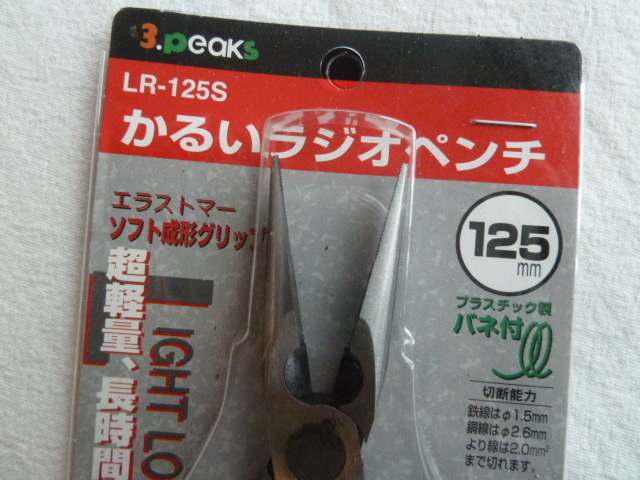 3.peaks
LR-125S
かるいラジオペンチ
エラストマー
ソフト成形グリップ
超軽量、長時間
IGHT LO
125
mm
プラスチック製
バネ付
切断能力
鉄線はφ1.5mm
銅線はφ2.6mm
より線は2.0mm²
まで切れます。